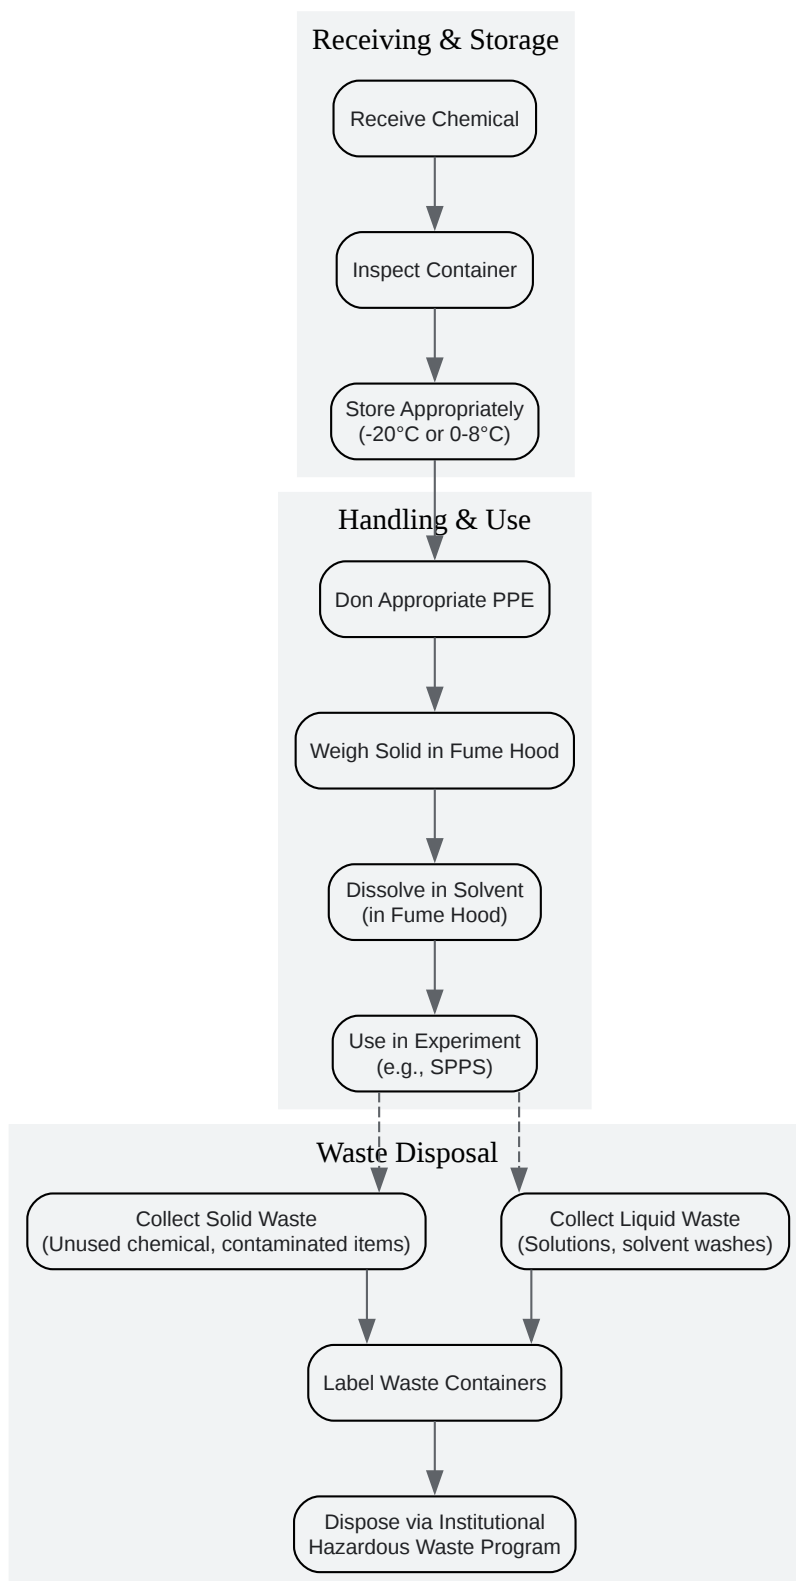 Receiving & Storage
Receive Chemical
Inspect Container
Store Appropriately
(-20°C or 0-8°C)
Handling & Use
Don Appropriate PPE
Weigh Solid in Fume Hood
Dissolve in Solvent
(in Fume Hood)
Use in Experiment
(e.g., SPPS)
Waste Disposal
Collect Solid Waste
(Unused chemical, contaminated items)
Collect Liquid Waste
(Solutions, solvent washes)
Label Waste Containers
Dispose via Institutional
Hazardous Waste Program